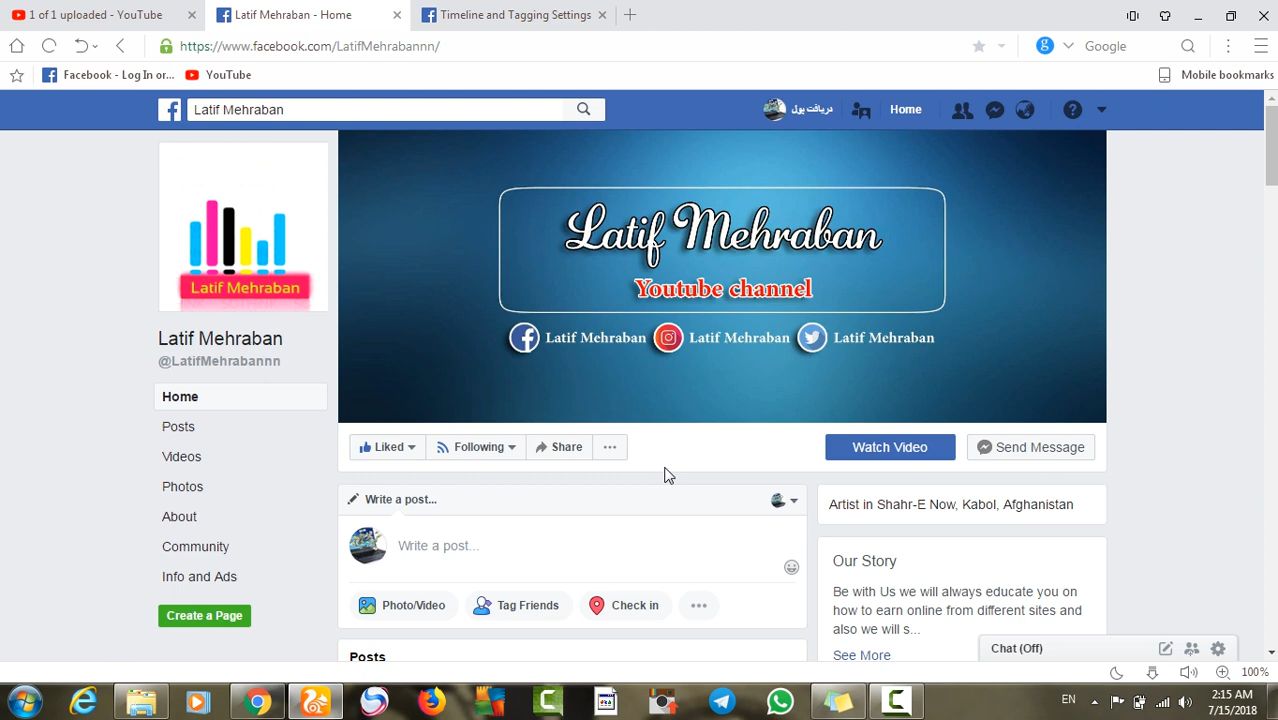 1 of 1 uploaded - YouTube
Latif Mehraban - Home
Timeline and Tagging Settings
https://www.facebook.com/LatifMehrabannn/
Google
Facebook - Log In or...
YouTube
Mobile bookmarks
Latif Mehraban
دریافت پول
Home
Latif Mehraban
Youtube channel
Latif Mehraban
Latif Mehraban
Latif Mehraban
Latif Mehraban
Latif Mehraban
@LatifMehrabannn
Home
Posts
Videos
Photos
About
Community
Info and Ads
Create a Page
Liked
Following
Share
Watch Video
Send Message
Write a post...
Write a post...
Photo/Video
Tag Friends
Check in
Posts
Artist in Shahr-E Now, Kabol, Afghanistan
Our Story
Be with Us we will always educate you on
how to earn online from different sites and
also we will s...
See More
Chat (Off)
100%
EN
2:15 AM
7/15/2018